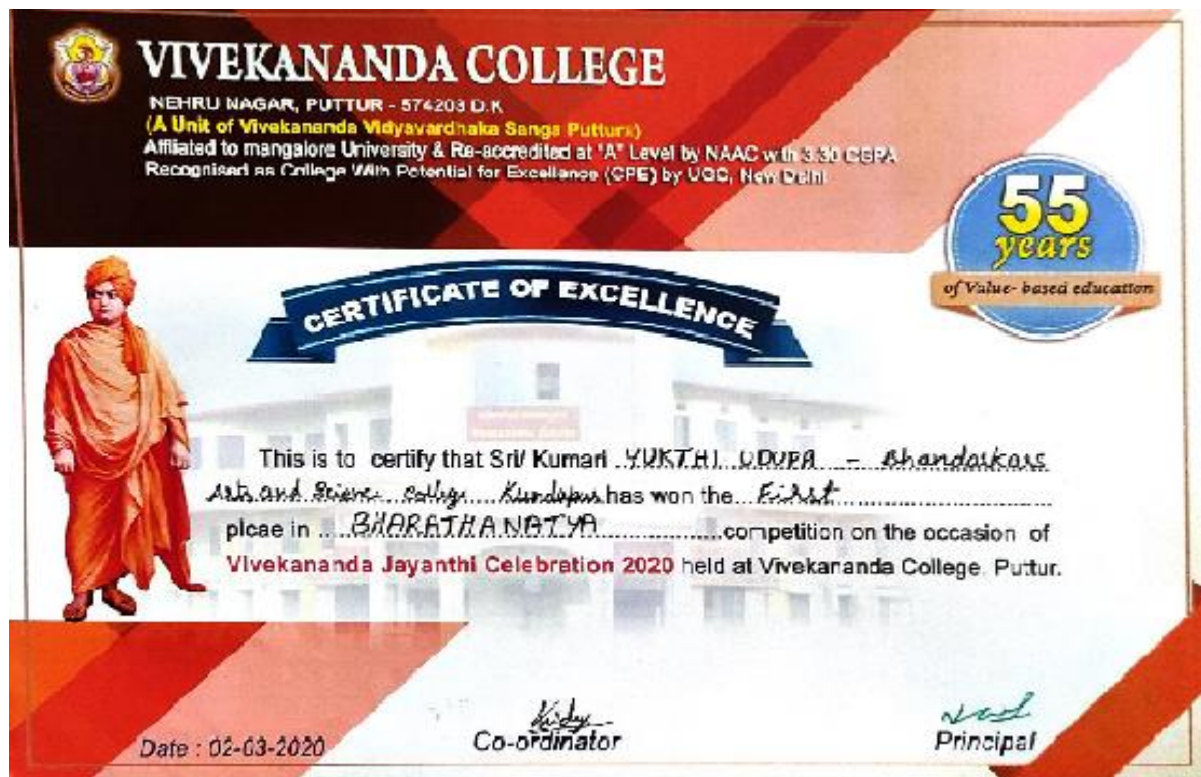 VIVEKANANDA COLLEGE
NEHRU NAGAR, PUTTUR - 574203 D.K
(A Unit of Vivekananda Vidyavardhaka Sanga Putturu)
Affiliated to mangalore University & Re-accredited at "A" Level by NAAC with 3.30 CGPA
Recognised as College With Potential for Excellence (CPE) by UGC, New Delhi
55
years
of Value- based education
CERTIFICATE OF EXCELLENCE
This is to certify that Sri/ Kumari YUKTHI UDUPA - Bhandarkars
Arts and Science College Kundapur has won the First
plcae in BHARATHANATYA competition on the occasion of
Vivekananda Jayanthi Celebration 2020 held at Vivekananda College, Puttur.
Date : 02-03-2020
Co-ordinator
Principal